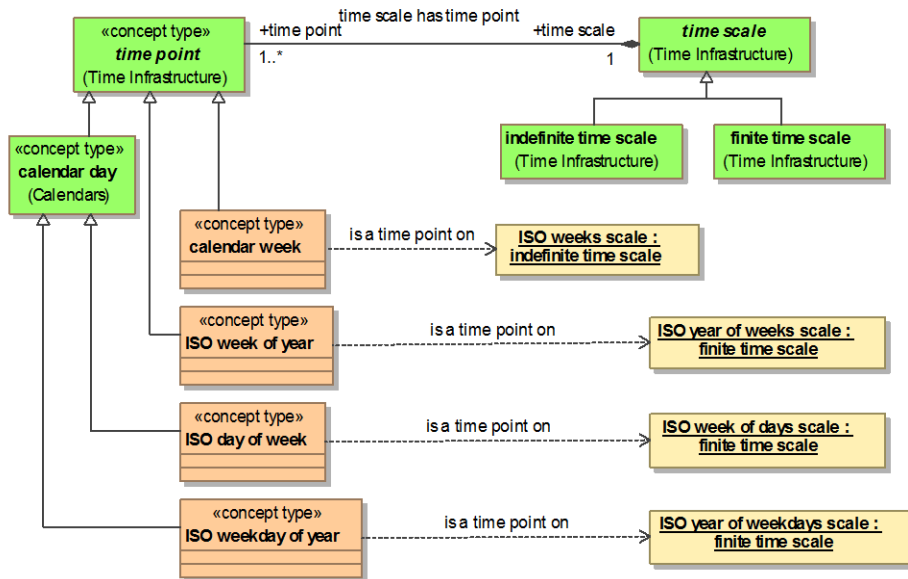 «concept type»
time point
(Time Infrastructure)
time scale has time point
+time point
+time scale
1..*
1
time scale
(Time Infrastructure)
indefinite time scale
(Time Infrastructure)
finite time scale
(Time Infrastructure)
«concept type»
calendar day
(Calendars)
«concept type»
calendar week
is a time point on
ISO weeks scale :
indefinite time scale
«concept type»
ISO week of year
is a time point on
ISO year of weeks scale :
finite time scale
«concept type»
ISO day of week
is a time point on
ISO week of days scale :
finite time scale
«concept type»
ISO weekday of year
is a time point on
ISO year of weekdays scale :
finite time scale